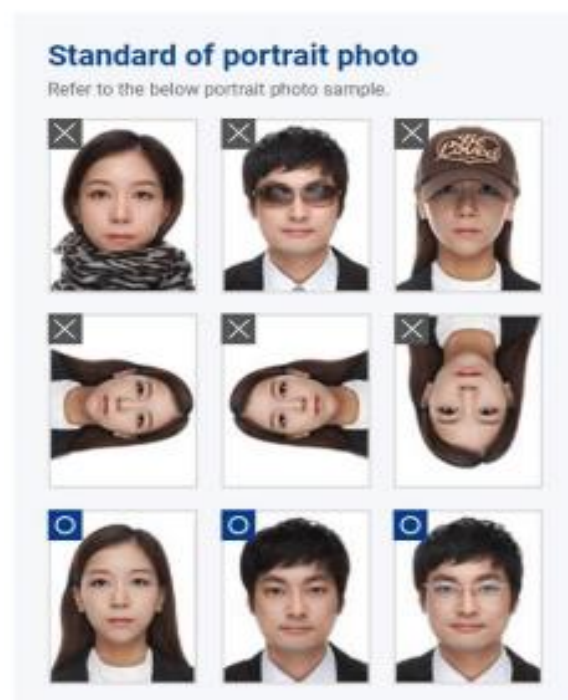 Standard of portrait photo
Refer to the below portrait photo sample.